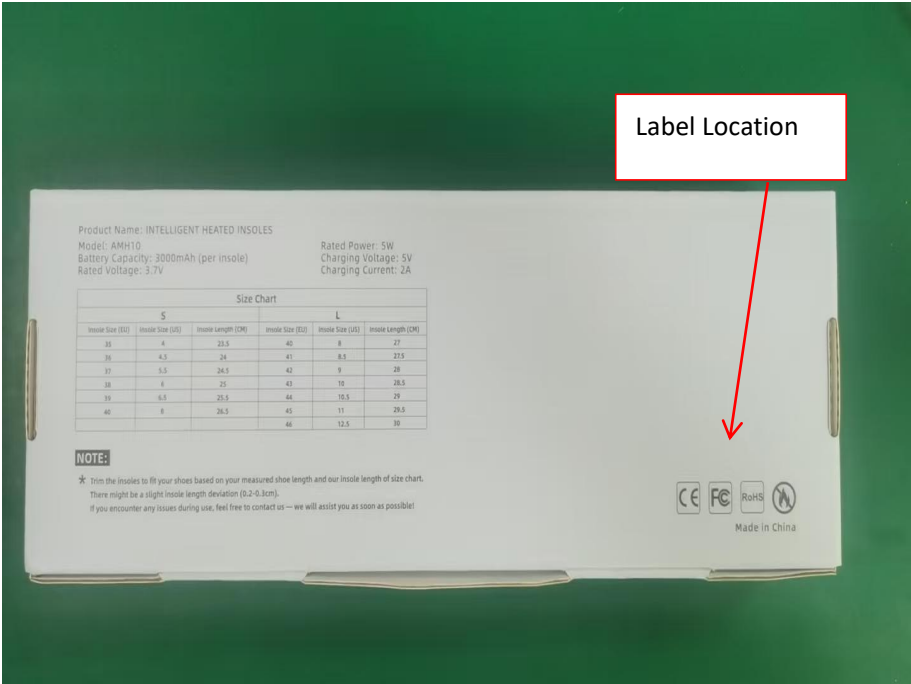 Label Location
Product Name: INTELLIGENT HEATED INSOLES
Model: AMH10
Battery Capacity: 3000mAh (per insole)
Rated Voltage: 3.7V
Rated Power: 5W
Charging Voltage: 5V
Charging Current: 2A
Size Chart
S L
Insole Size (EU) Insole Size (US) Insole Length (CM) Insole Size (EU) Insole Size (US) Insole Length (CM)
35 4 23.5 40 8 27
36 4.5 24 41 8.5 27.5
37 5.5 24.5 42 9 28
38 6 25 43 10 28.5
39 6.5 25.5 44 10.5 29
40 8 26.5 45 11 29.5
46 12.5 30
NOTE:
★ Trim the insoles to fit your shoes based on your measured shoe length and our insole length of size chart.
There might be a slight insole length deviation (0.2-0.3cm).
If you encounter any issues during use, feel free to contact us — we will assist you as soon as possible!
CE FC RoHS
Made in China